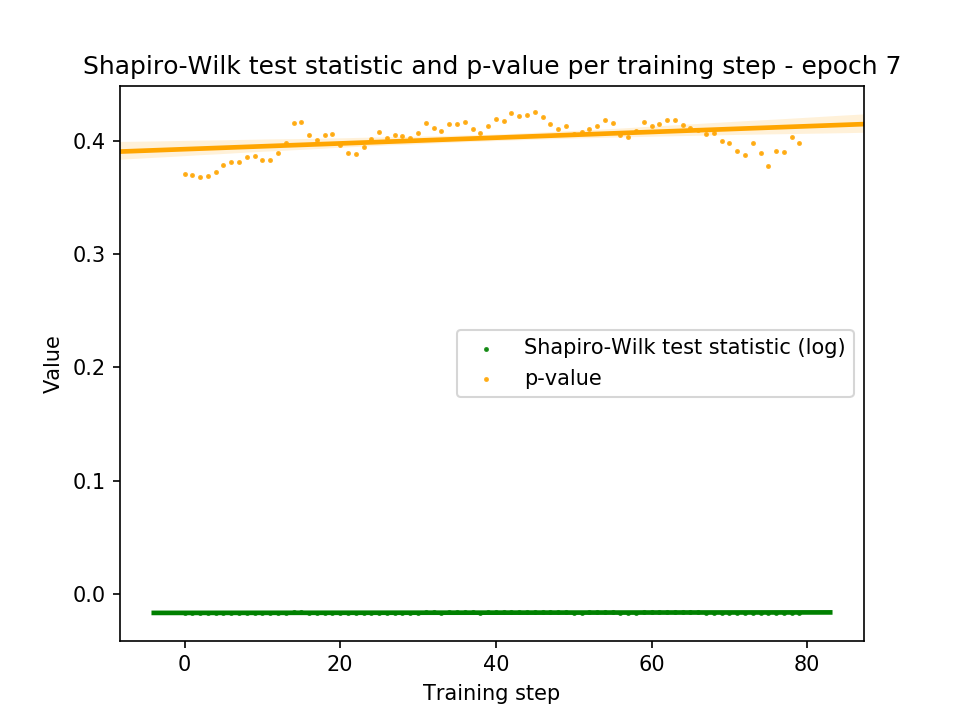 Shapiro-Wilk test statistic and p-value per training step - epoch 7
0.4
0.3
0.2
0.1
0.0
Value
Shapiro-Wilk test statistic (log)
p-value
0 20 40 60 80
Training step